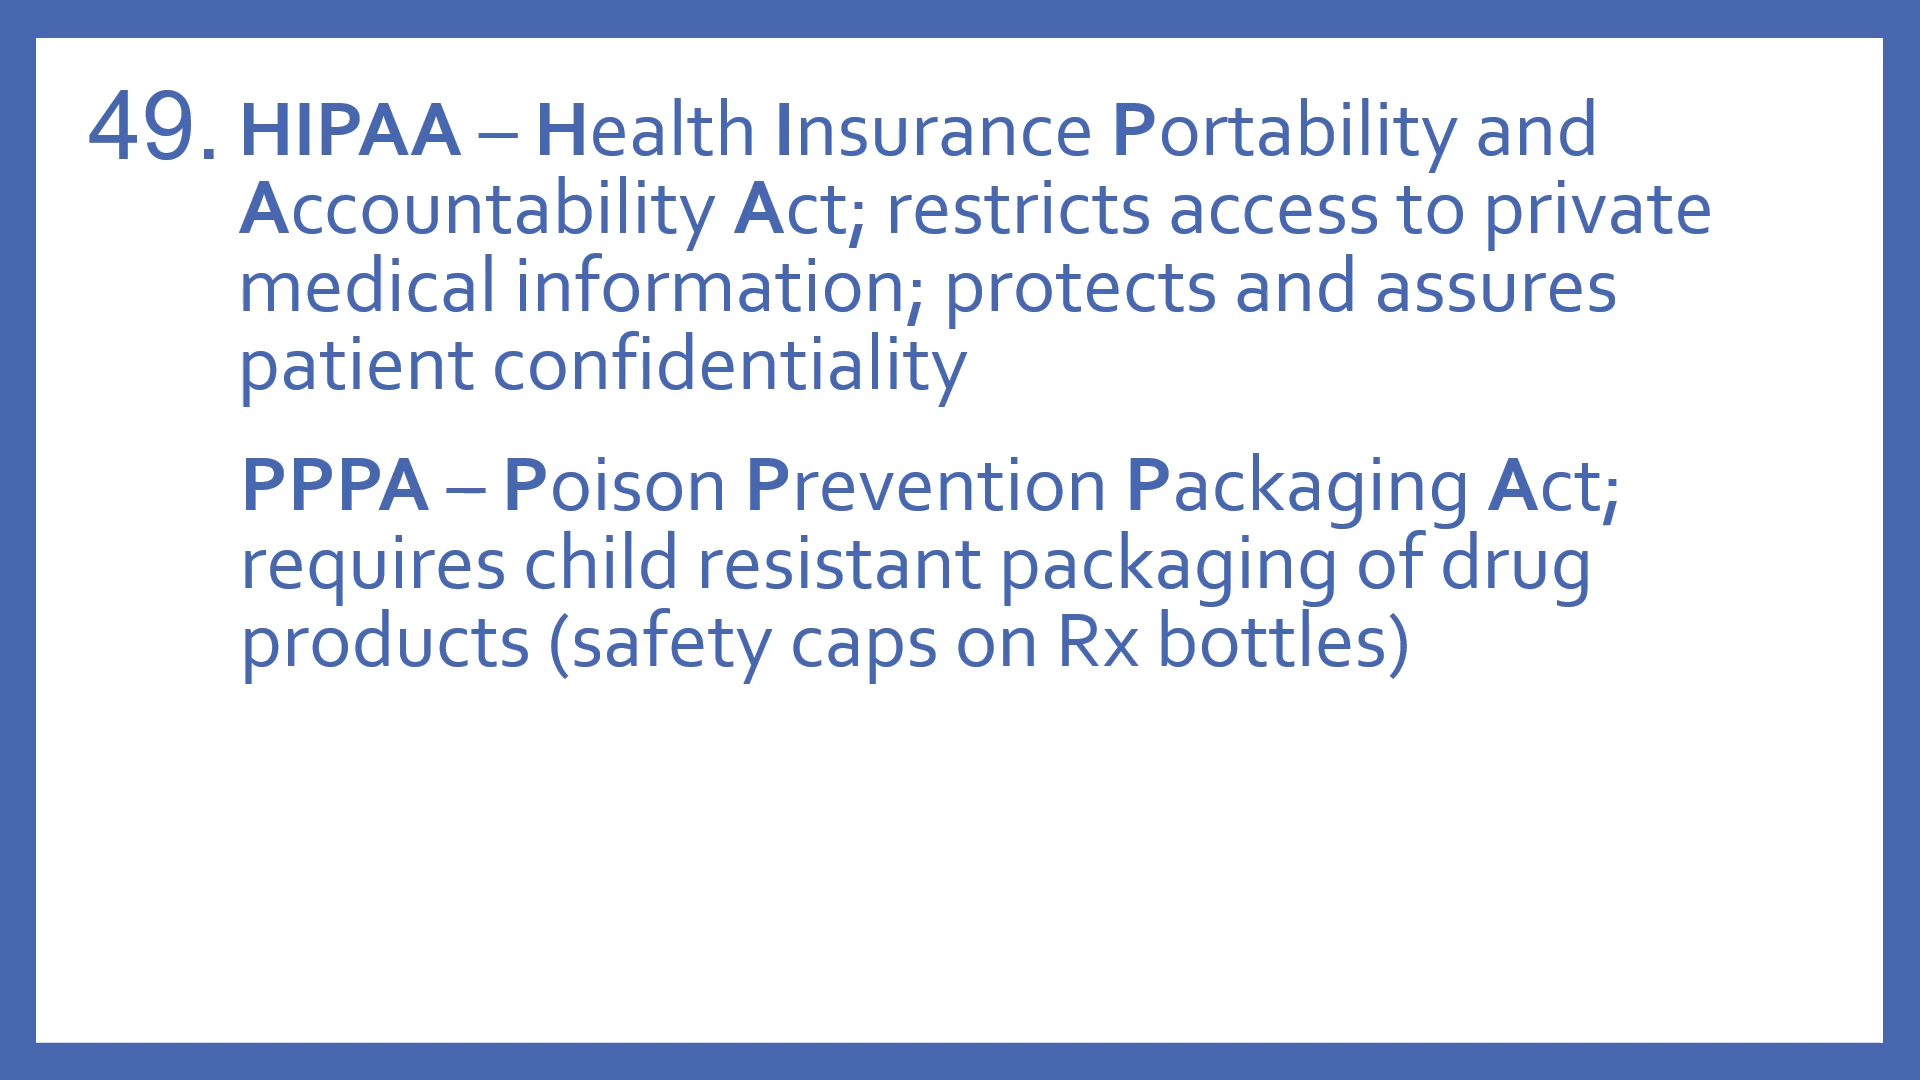 49. HIPAA – Health Insurance Portability and
Accountability Act; restricts access to private
medical information; protects and assures
patient confidentiality
PPPA – Poison Prevention Packaging Act;
requires child resistant packaging of drug
products (safety caps on Rx bottles)